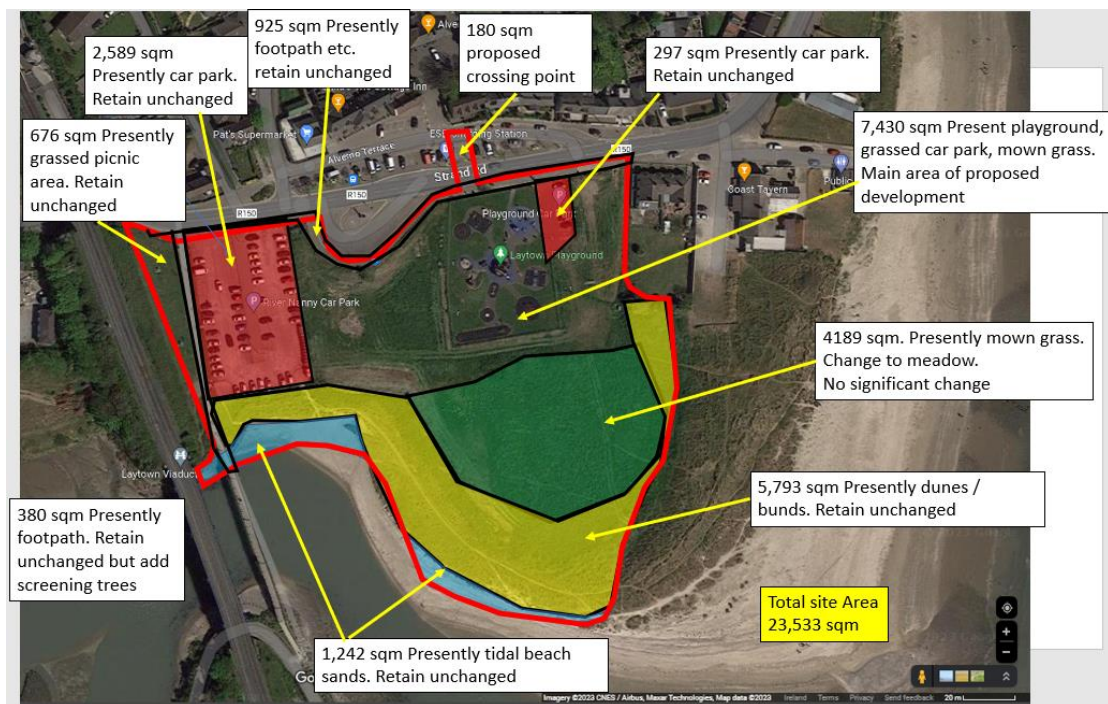 925 sqm Presently
footpath etc.
retain unchanged
180 sqm
proposed
crossing point
297 sqm Presently car park.
Retain unchanged
2,589 sqm
Presently car park.
Retain unchanged
7,430 sqm Present playground,
grassed car park, mown grass.
Main area of proposed
development
676 sqm Presently
grassed picnic
area. Retain
unchanged
Pat's Supermarket
Alverno Terrace
Strand Rd
R150
R150
R150
Coast Tavern
Public
Playground Car
Laytown Playground
River Nanny Car Park
4189 sqm. Presently mown grass.
Change to meadow.
No significant change
Laytown Viaduct
5,793 sqm Presently dunes /
bunds. Retain unchanged
380 sqm Presently
footpath. Retain
unchanged but add
screening trees
Total site Area
23,533 sqm
1,242 sqm Presently tidal beach
sands. Retain unchanged
Go
Imagery ©2023 CNES / Airbus, Maxar Technologies, Map data ©2023 Ireland Terms Privacy Send feedback 20 m